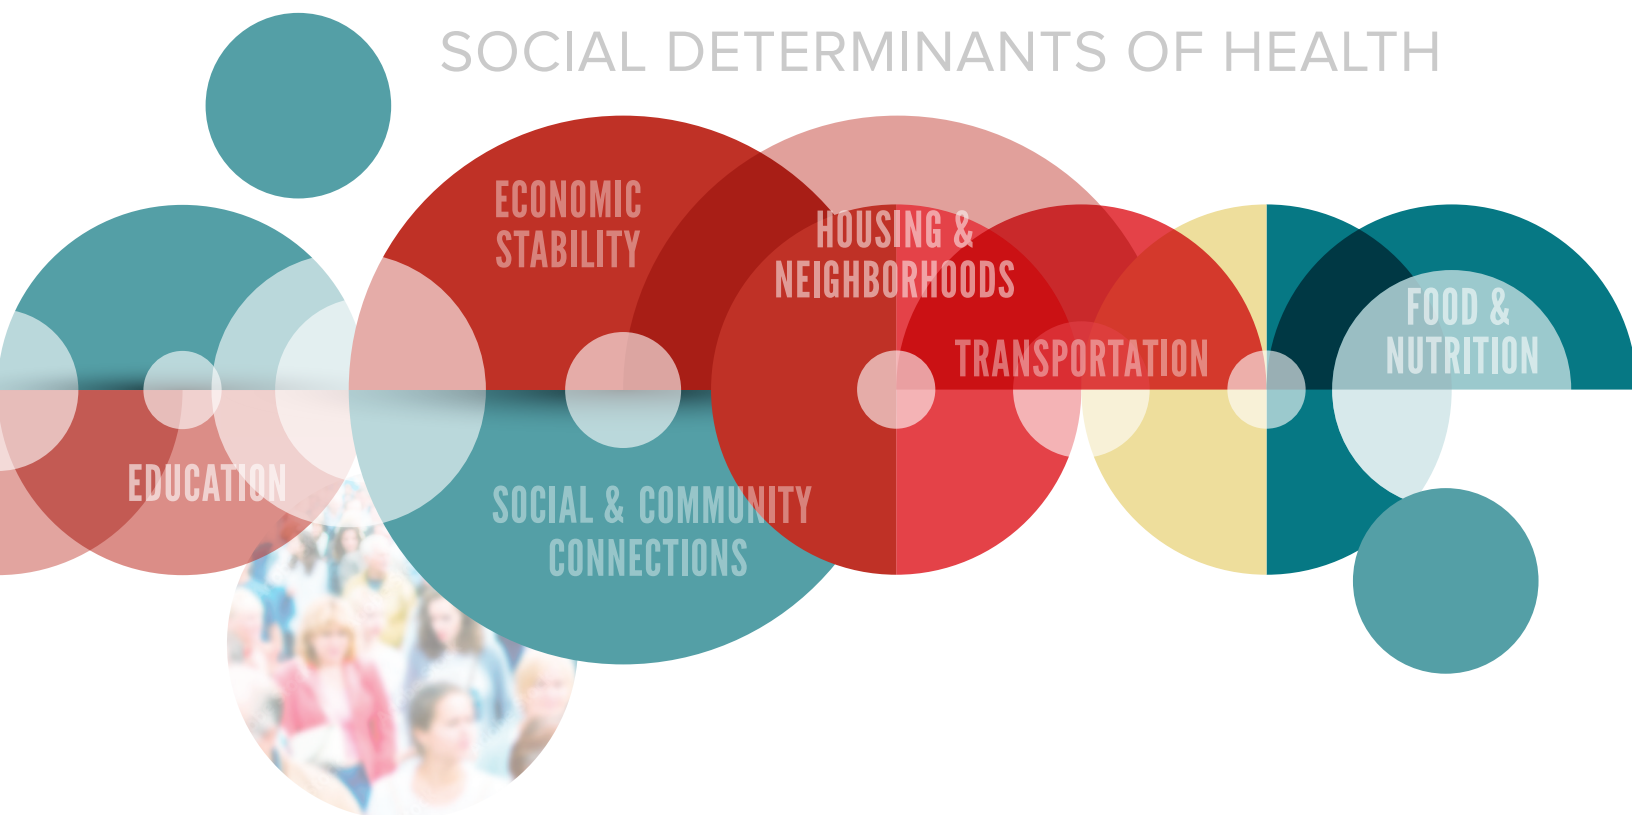 SOCIAL DETERMINANTS OF HEALTH
ECONOMIC
STABILITY
HOUSING &
NEIGHBORHOODS
TRANSPORTATION
FOOD &
NUTRITION
EDUCATION
SOCIAL & COMMUNITY
CONNECTIONS